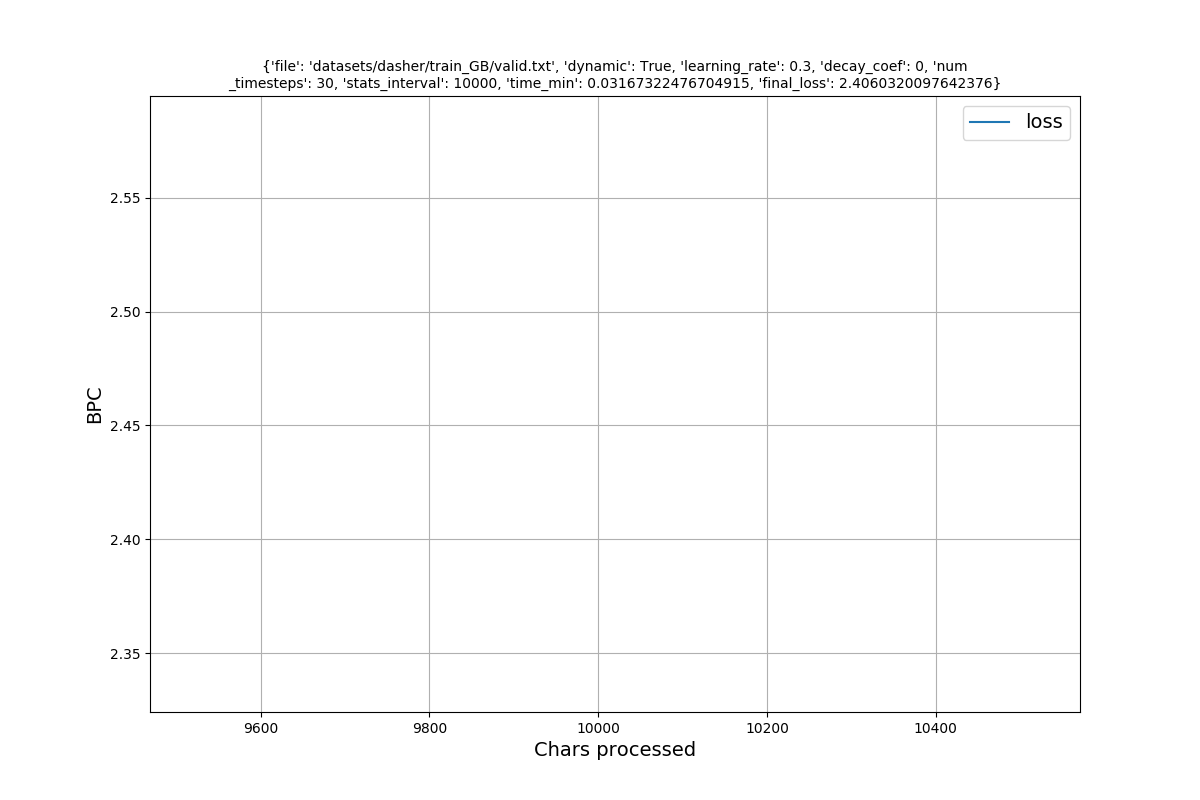 {'file': 'datasets/dasher/train_GB/valid.txt', 'dynamic': True, 'learning_rate': 0.3, 'decay_coef': 0, 'num
_timesteps': 30, 'stats_interval': 10000, 'time_min': 0.03167322476704915, 'final_loss': 2.4060320097642376}
loss
2.55
2.50
2.45
2.40
2.35
BPC
9600 9800 10000 10200 10400
Chars processed